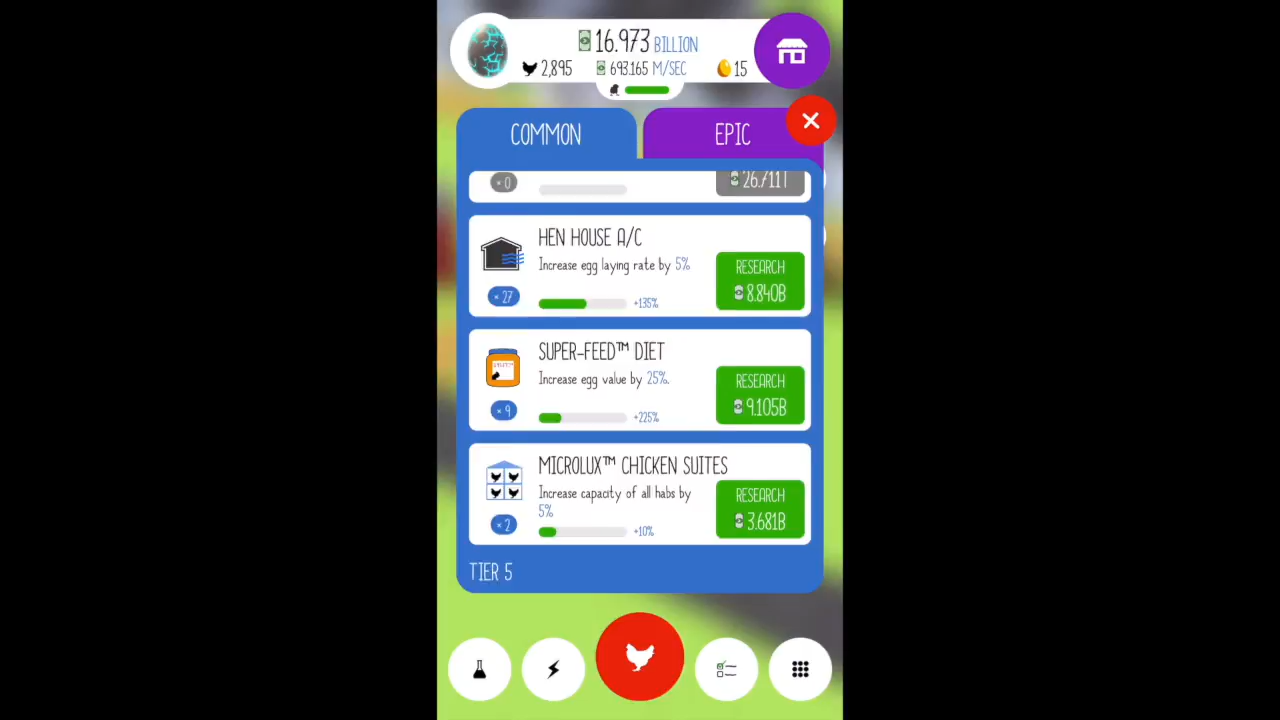 16.973 BILLION
2,895 693.165 M/SEC 15
COMMON EPIC
× 0 26.711T
HEN HOUSE A/C
Increase egg laying rate by 5%
RESEARCH
8.840B
× 27 +135%
SUPER-FEED™ DIET
Increase egg value by 25%.
RESEARCH
9.105B
× 9 +225%
MICROLUX™ CHICKEN SUITES
Increase capacity of all habs by
5%
RESEARCH
3.681B
× 2 +10%
TIER 5